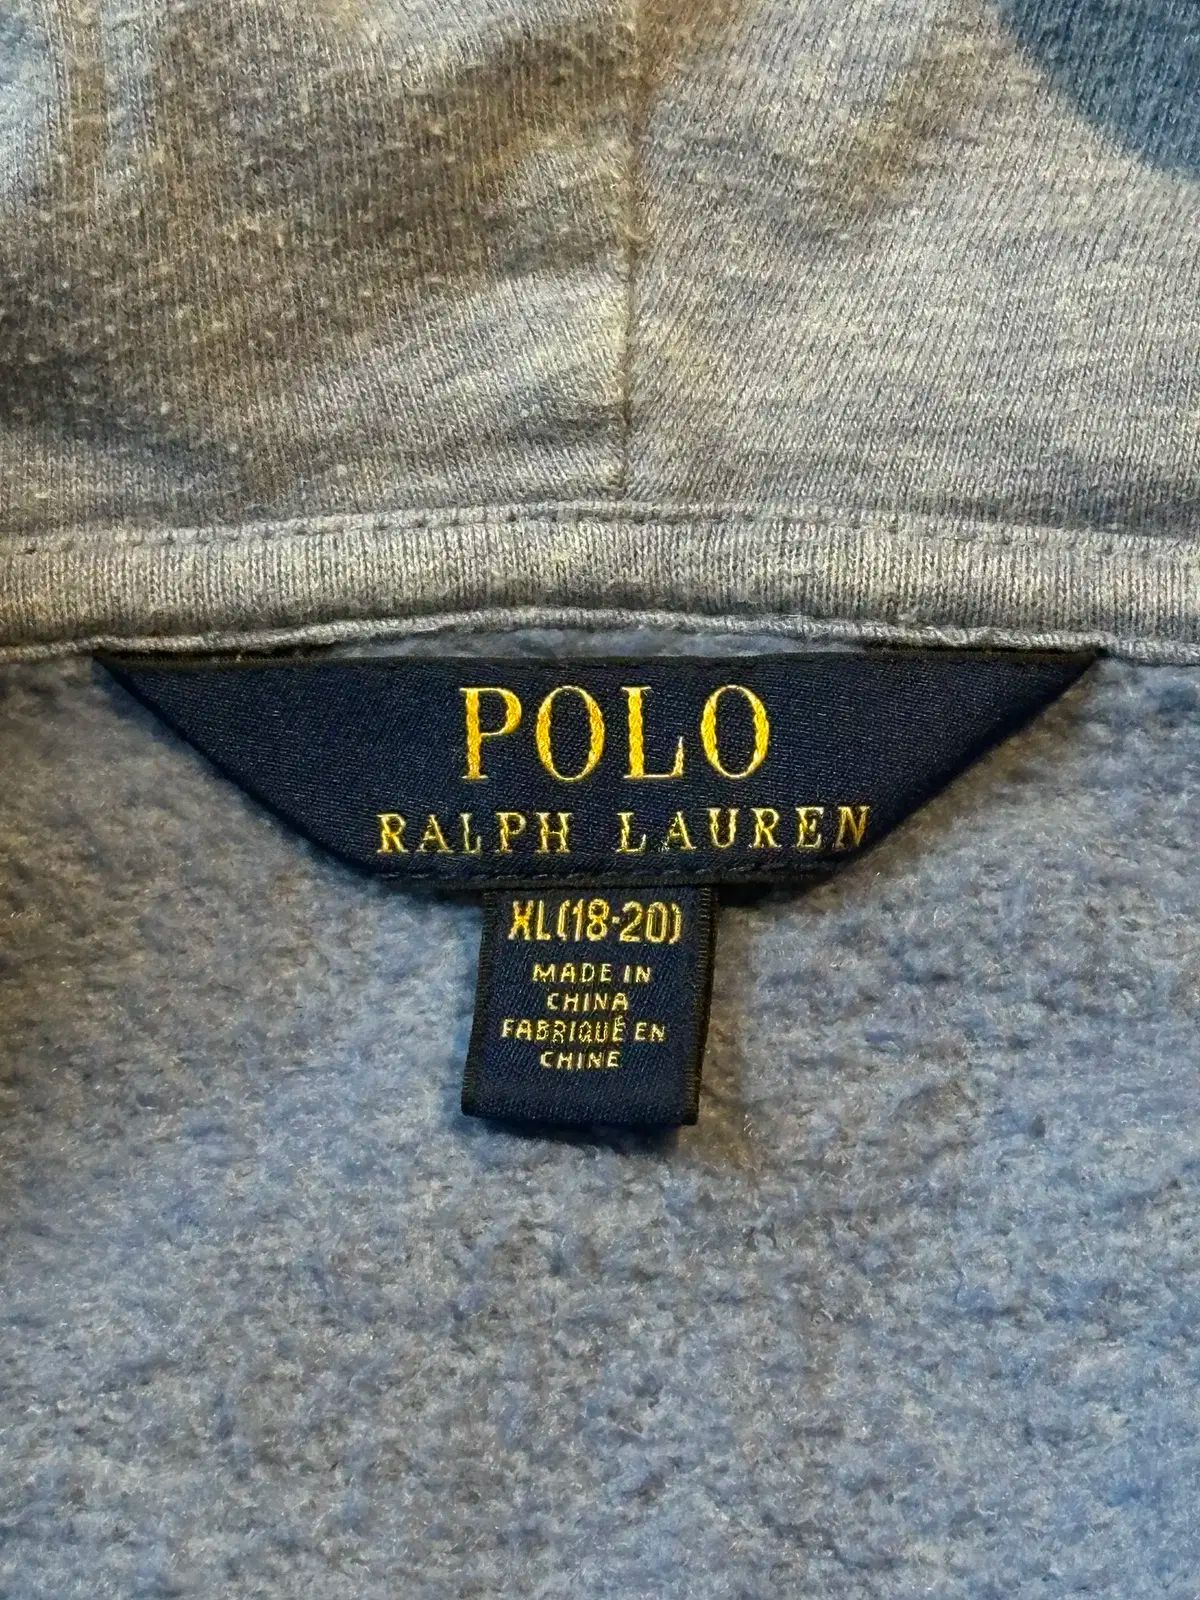 POLO
RALPH LAUREN
XL(18-20)
MADE IN
CHINA
FABRIQUÉ EN
CHINE